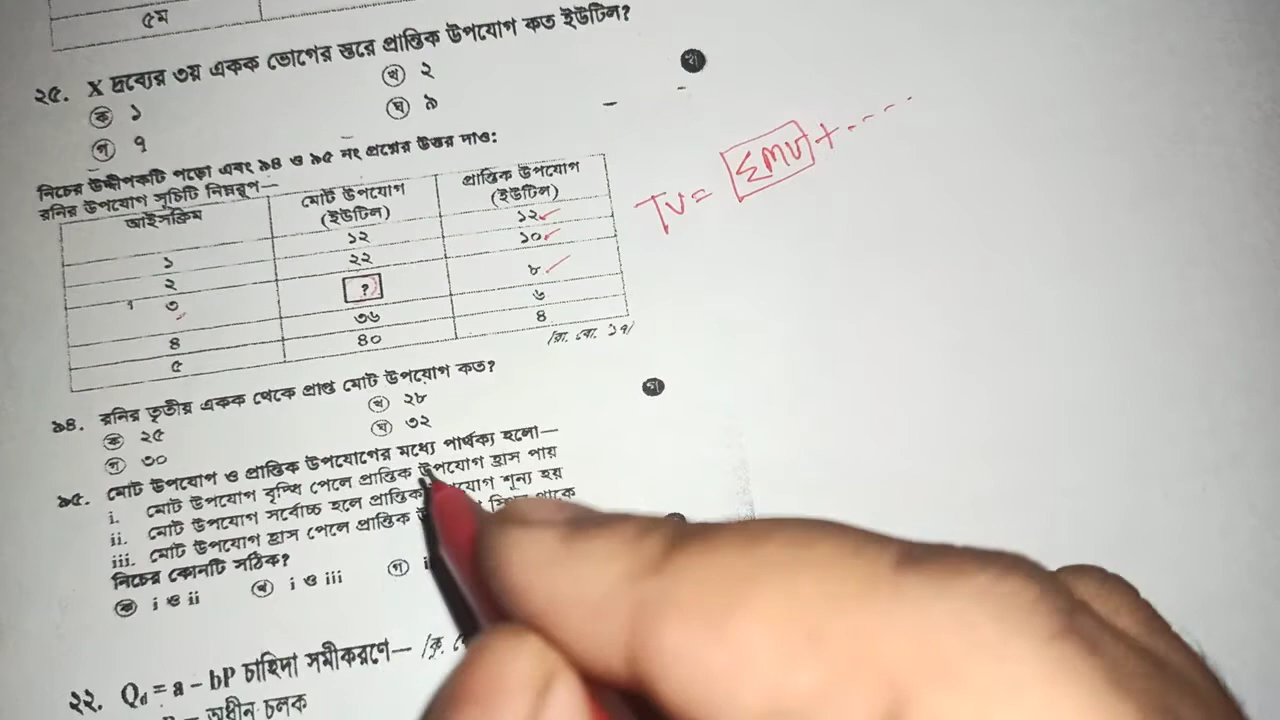 ৫ম
২৫. X দ্রব্যের ৩য় একক ভোগের স্তরে প্রান্তিক উপযোগ কত ইউটিল?
ক ১ খ ২ খ
গ ৭ ঘ ৯
নিচের উদ্দীপকটি পড়ো এবং ৯৪ ও ৯৫ নং প্রশ্নের উত্তর দাও:
রনির উপযোগ সূচিটি নিম্নরূপ—
আইসক্রিম মোট উপযোগ (ইউটিল) প্রান্তিক উপযোগ (ইউটিল)
১ ১২ ১২
২ ২২ ১০
৩ ? ৮
৪ ৩৬ ৬
৫ ৪০ ৪
/রা. বো. ১৭/
TU = ΣMU + ----
৯৪. রনির তৃতীয় একক থেকে প্রাপ্ত মোট উপযোগ কত?
ক ২৫ খ ২৮ গ
গ ৩০ ঘ ৩২
৯৫. মোট উপযোগ ও প্রান্তিক উপযোগের মধ্যে পার্থক্য হলো—
i. মোট উপযোগ বৃদ্ধি পেলে প্রান্তিক উপযোগ হ্রাস পায়
ii. মোট উপযোগ সর্বোচ্চ হলে প্রান্তিক শূন্য হয়
iii. মোট উপযোগ হ্রাস পেলে প্রান্তিক থাকে
নিচের কোনটি সঠিক?
ক i ও ii খ i ও iii গ
২২. Qd = a − bP চাহিদা সমীকরণে— /কু.
অধীন চলক